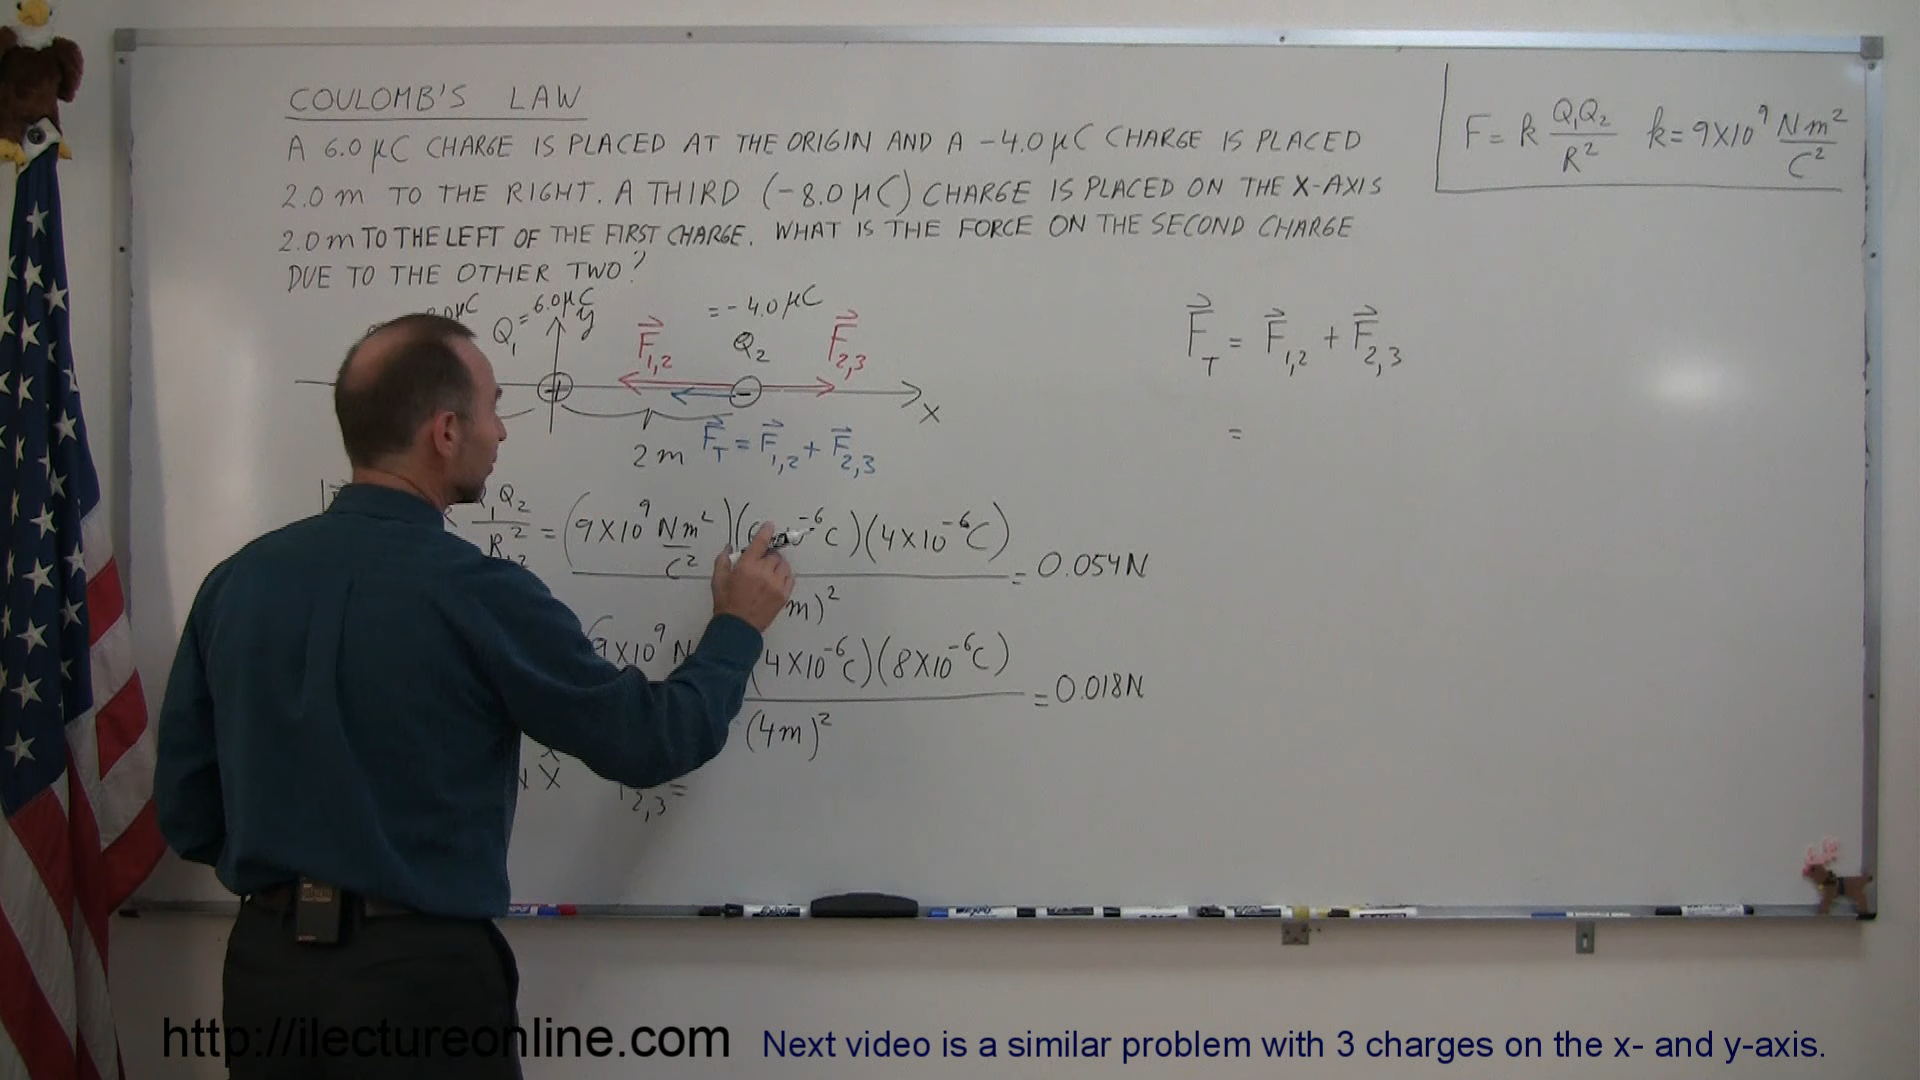 COULOMB'S LAW
A 6.0 μC CHARGE IS PLACED AT THE ORIGIN AND A -4.0 μC CHARGE IS PLACED
2.0 m TO THE RIGHT. A THIRD (-8.0 μC) CHARGE IS PLACED ON THE X-AXIS
2.0 m TO THE LEFT OF THE FIRST CHARGE. WHAT IS THE FORCE ON THE SECOND CHARGE
DUE TO THE OTHER TWO?
F = k Q₁Q₂/R² k = 9X10⁹ Nm²/C²
Q₁ = 6.0 μC y = -4.0 μC
F⃗₁,₂ Q₂ F⃗₂,₃
+ - X
2 m F⃗_T = F⃗₁,₂ + F⃗₂,₃
F⃗_T = F⃗₁,₂ + F⃗₂,₃
=
Q₂ = (9X10⁹ Nm²/C²) ⁻⁶C)(4X10⁻⁶C) = 0.054N
m)²
(9X10⁹ N 4X10⁻⁶C)(8X10⁻⁶C) = 0.018N
(4m)²
X ₂,₃ =
http://ilectureonline.com Next video is a similar problem with 3 charges on the x- and y-axis.